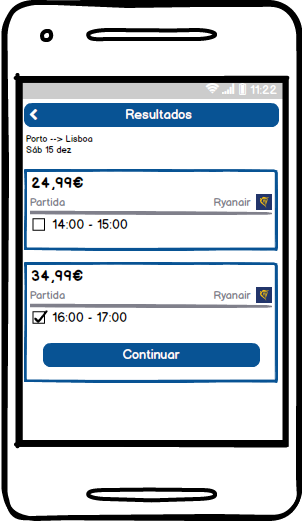 11:22
Resultados
Porto --> Lisboa
Sáb 15 dez
24,99€
Partida Ryanair
14:00 - 15:00
34,99€
Partida Ryanair
16:00 - 17:00
Continuar